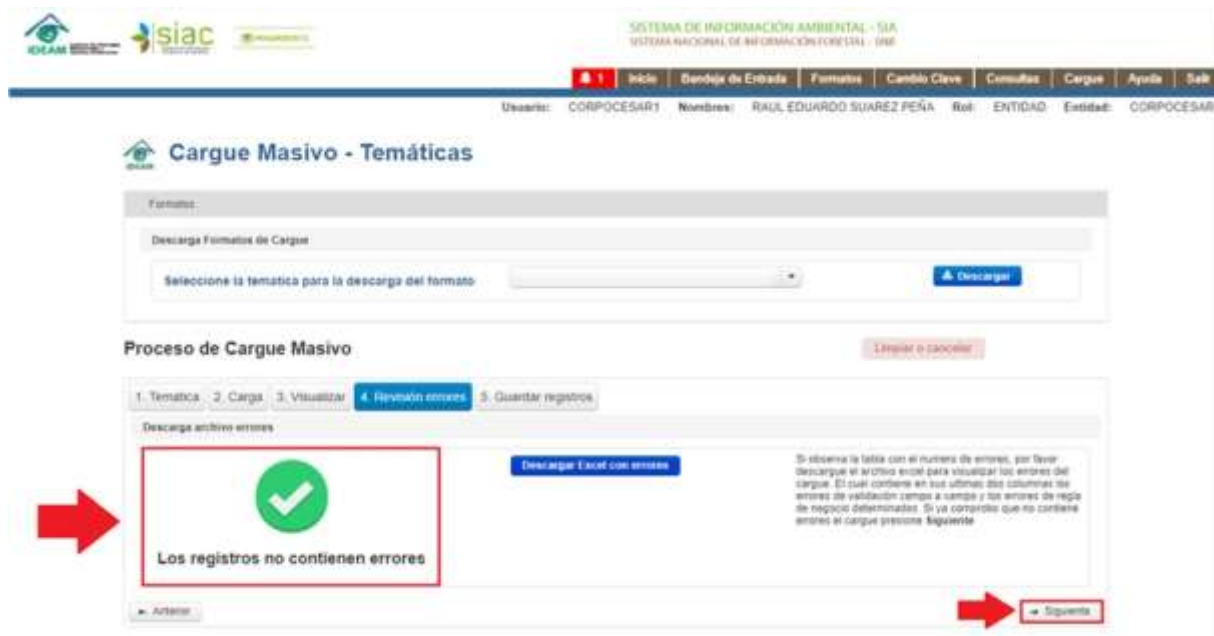 IDEAM
siac
SISTEMA DE INFORMACIÓN AMBIENTAL - SIA
SISTEMA NACIONAL DE INFORMACIÓN FORESTAL -
1 Inicio Bandeja de Entrada Formatos Cambio Clave Consultas Cargue Ayuda Salir
Usuario: CORPOCESAR1 Nombres: RAUL EDUARDO SUAREZ PEÑA Rol: ENTIDAD Entidad: CORPOCESAR
IDEAM
Cargue Masivo - Temáticas
Formatos
Descarga Formatos de Cargue
Seleccione la tematica para la descarga del formato
Descargar
Proceso de Cargue Masivo
Limpiar o cancelar
1. Tematica 2. Carga 3. Visualizar 4. Revisión errores 5. Guardar registros
Descarga archivo errores
Descargar Excel con errores
Si observa la tabla con el numero de errores, por favor
descargue el archivo excel para visualizar los errores del
cargue. El cual contiene en sus ultimas dos columnas los
errores de validación campo a campo y los errores de regla
de negocio determinados. Si ya comprobo que no contiene
errores el cargue presione Siguiente
Los registros no contienen errores
Anterior
Siguiente